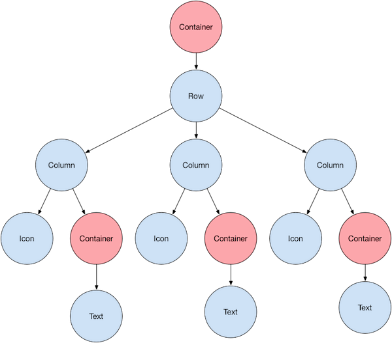 Container
Row
Column
Column
Column
Icon
Container
Icon
Container
Icon
Container
Text
Text
Text